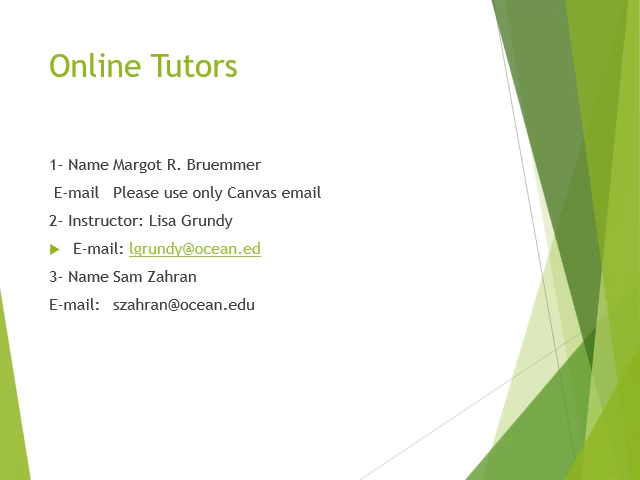 Online Tutors
1- Name Margot R. Bruemmer
E-mail Please use only Canvas email
2- Instructor: Lisa Grundy
E-mail: lgrundy@ocean.ed
3- Name Sam Zahran
E-mail: szahran@ocean.edu